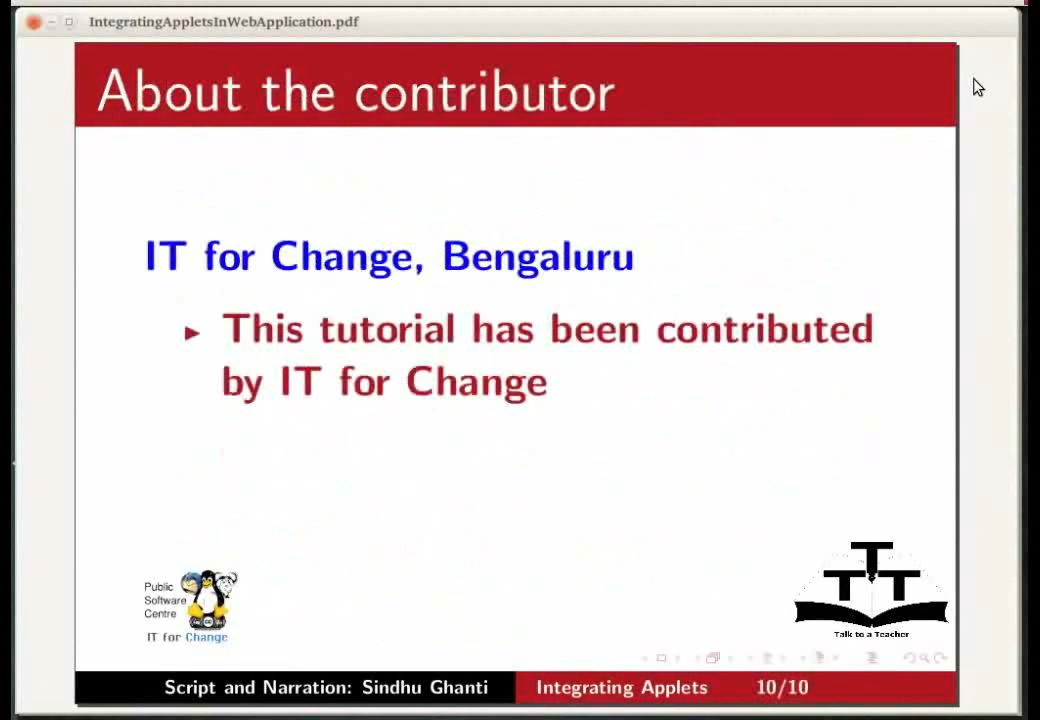 IntegratingAppletsInWebApplication.pdf
About the contributor
IT for Change, Bengaluru
This tutorial has been contributed
by IT for Change
Public
Software
Centre
IT for Change
T
T T
Talk to a Teacher
Script and Narration: Sindhu Ghanti
Integrating Applets
10/10